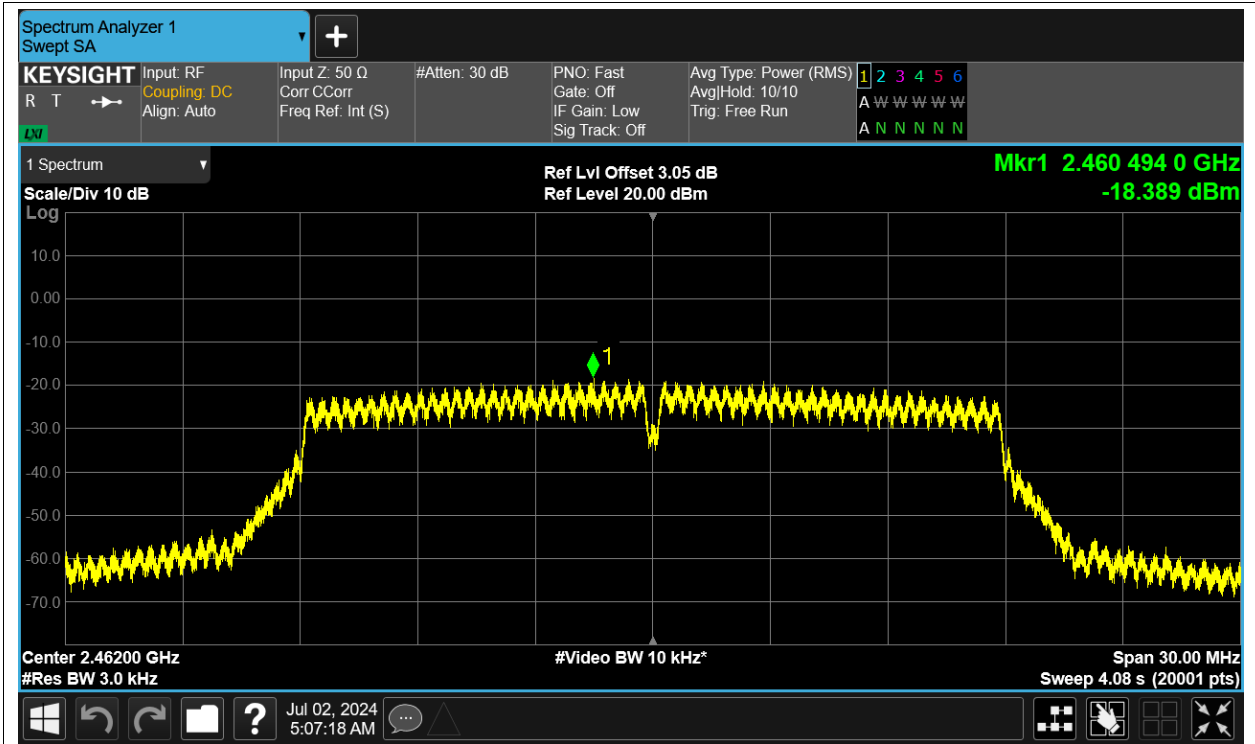 Spectrum Analyzer 1
Swept SA
KEYSIGHT
R T
LXI
Input: RF
Coupling: DC
Align: Auto
Input Z: 50 Ω
Corr CCorr
Freq Ref: Int (S)
#Atten: 30 dB
PNO: Fast
Gate: Off
IF Gain: Low
Sig Track: Off
Avg Type: Power (RMS)
Avg|Hold: 10/10
Trig: Free Run
1 2 3 4 5 6
A W W W W W
A N N N N N
1 Spectrum
Scale/Div 10 dB
Log
Ref Lvl Offset 3.05 dB
Ref Level 20.00 dBm
Mkr1 2.460 494 0 GHz
-18.389 dBm
10.0
0.00
-10.0
-20.0
-30.0
-40.0
-50.0
-60.0
-70.0
1
Center 2.46200 GHz
#Res BW 3.0 kHz
#Video BW 10 kHz*
Span 30.00 MHz
Sweep 4.08 s (20001 pts)
?
Jul 02, 2024
5:07:18 AM